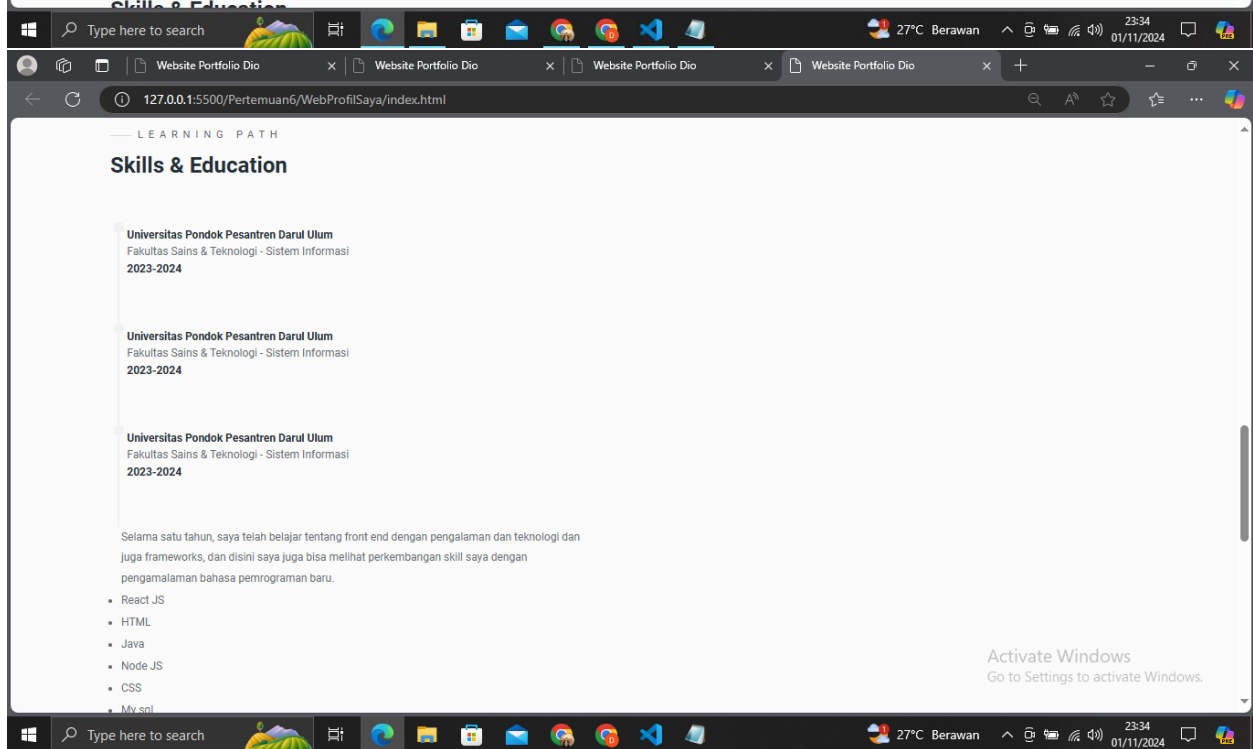 Skills & Education
Type here to search
27°C Berawan
23:34
01/11/2024
Website Portfolio Dio
Website Portfolio Dio
Website Portfolio Dio
Website Portfolio Dio
127.0.0.1:5500/Pertemuan6/WebProfilSaya/index.html
LEARNING PATH
Skills & Education
Universitas Pondok Pesantren Darul Ulum
Fakultas Sains & Teknologi - Sistem Informasi
2023-2024
Universitas Pondok Pesantren Darul Ulum
Fakultas Sains & Teknologi - Sistem Informasi
2023-2024
Universitas Pondok Pesantren Darul Ulum
Fakultas Sains & Teknologi - Sistem Informasi
2023-2024
Selama satu tahun, saya telah belajar tentang front end dengan pengalaman dan teknologi dan
juga frameworks, dan disini saya juga bisa melihat perkembangan skill saya dengan
pengamalaman bahasa pemrograman baru.
React JS
HTML
Java
Node JS
CSS
My sql
Activate Windows
Go to Settings to activate Windows.
Type here to search
27°C Berawan
23:34
01/11/2024